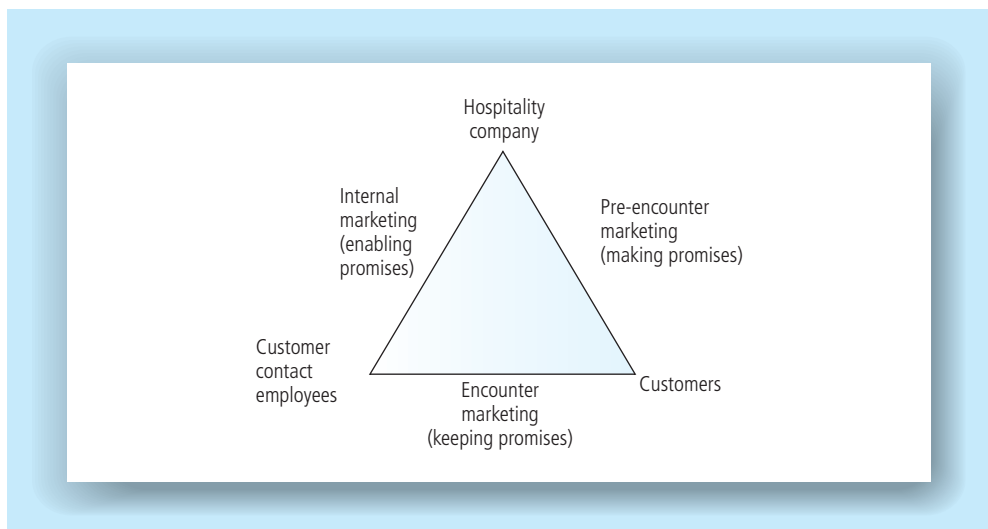 Hospitality
company
Internal
marketing
(enabling
promises)
Pre-encounter
marketing
(making promises)
Customer
contact
employees
Encounter
marketing
(keeping promises)
Customers